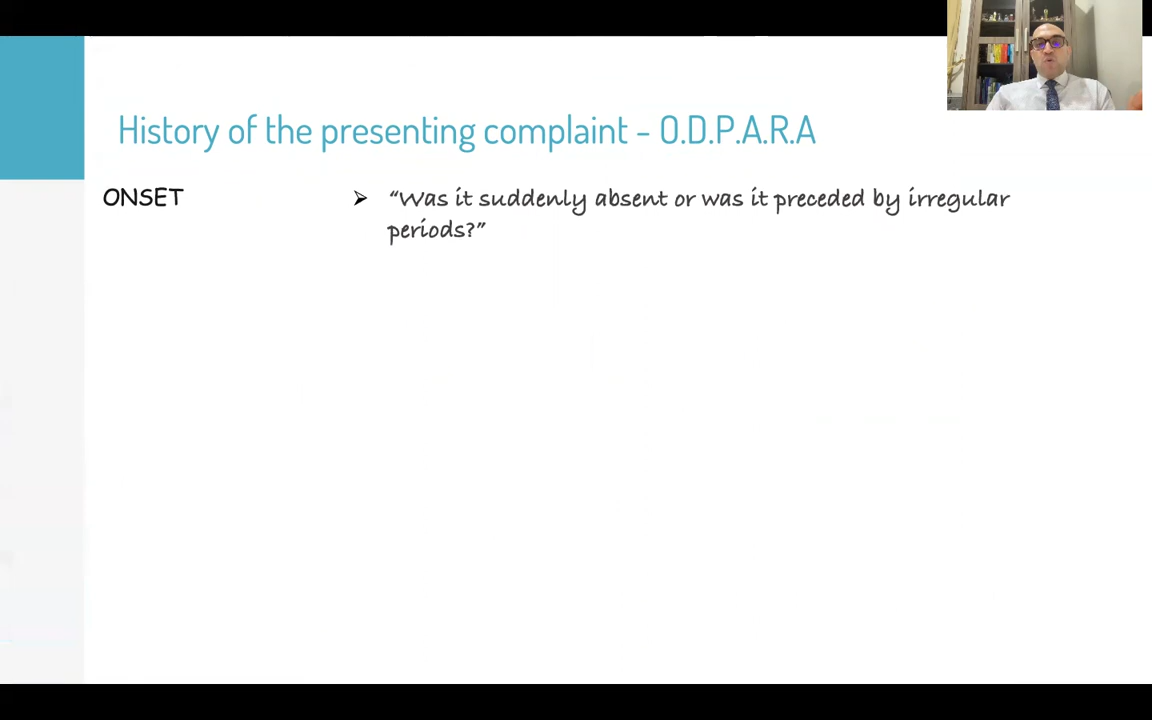 History of the presenting complaint - O.D.P.A.R.A
ONSET
➢ “Was it suddenly absent or was it preceded by irregular
periods?”